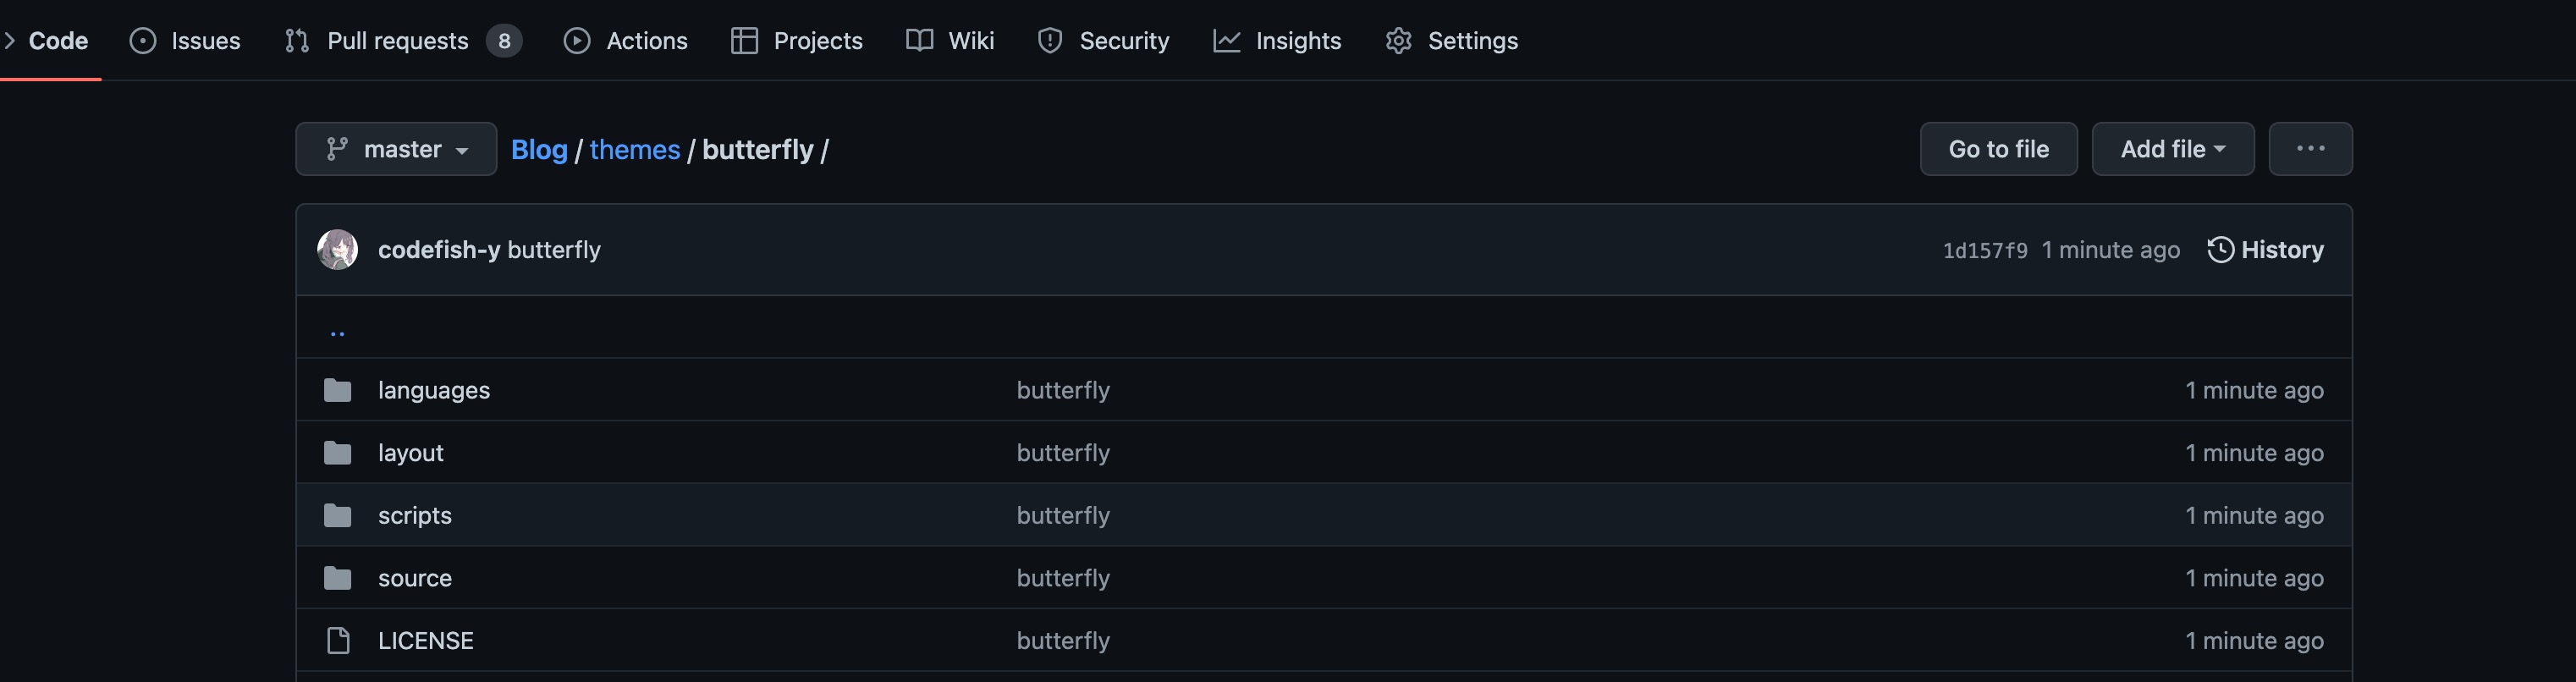 Code Issues Pull requests 8 Actions Projects Wiki Security Insights Settings
master Blog / themes / butterfly / Go to file Add file ...
codefish-y butterfly 1d157f9 1 minute ago History
..
languages butterfly 1 minute ago
layout butterfly 1 minute ago
scripts butterfly 1 minute ago
source butterfly 1 minute ago
LICENSE butterfly 1 minute ago